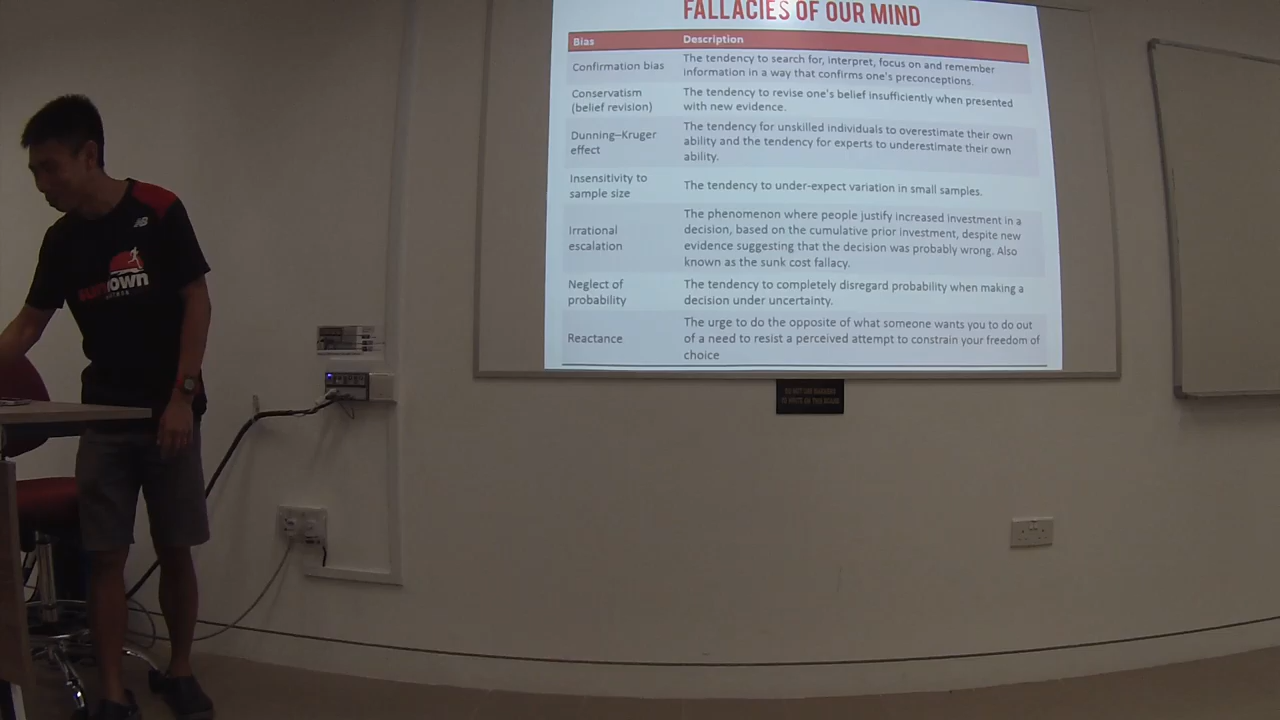 FALLACIES OF OUR MIND
Bias Description
Confirmation bias The tendency to search for, interpret, focus on and remember
information in a way that confirms one's preconceptions.
Conservatism The tendency to revise one's belief insufficiently when presented
(belief revision) with new evidence.
Dunning–Kruger The tendency for unskilled individuals to overestimate their own
effect ability and the tendency for experts to underestimate their own
ability.
Insensitivity to
sample size The tendency to under-expect variation in small samples.
The phenomenon where people justify increased investment in a
Irrational decision, based on the cumulative prior investment, despite new
escalation evidence suggesting that the decision was probably wrong. Also
known as the sunk cost fallacy.
Neglect of The tendency to completely disregard probability when making a
probability decision under uncertainty.
The urge to do the opposite of what someone wants you to do out
Reactance of a need to resist a perceived attempt to constrain your freedom of
choice